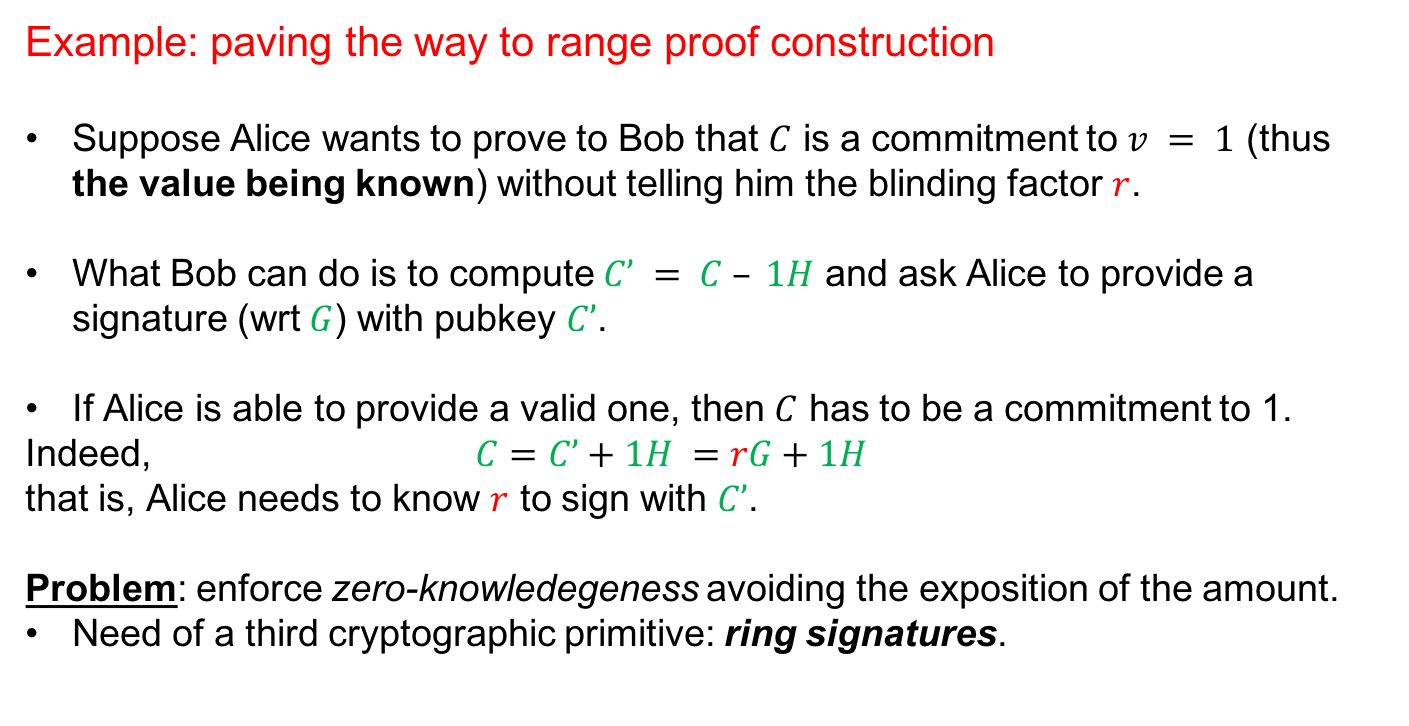 Example: paving the way to range proof construction
• Suppose Alice wants to prove to Bob that C is a commitment to v = 1 (thus
the value being known) without telling him the blinding factor r.
• What Bob can do is to compute C’ = C – 1H and ask Alice to provide a
signature (wrt G) with pubkey C’.
• If Alice is able to provide a valid one, then C has to be a commitment to 1.
Indeed, C = C’ + 1H = rG + 1H
that is, Alice needs to know r to sign with C’.
Problem: enforce zero-knowledegeness avoiding the exposition of the amount.
• Need of a third cryptographic primitive: ring signatures.